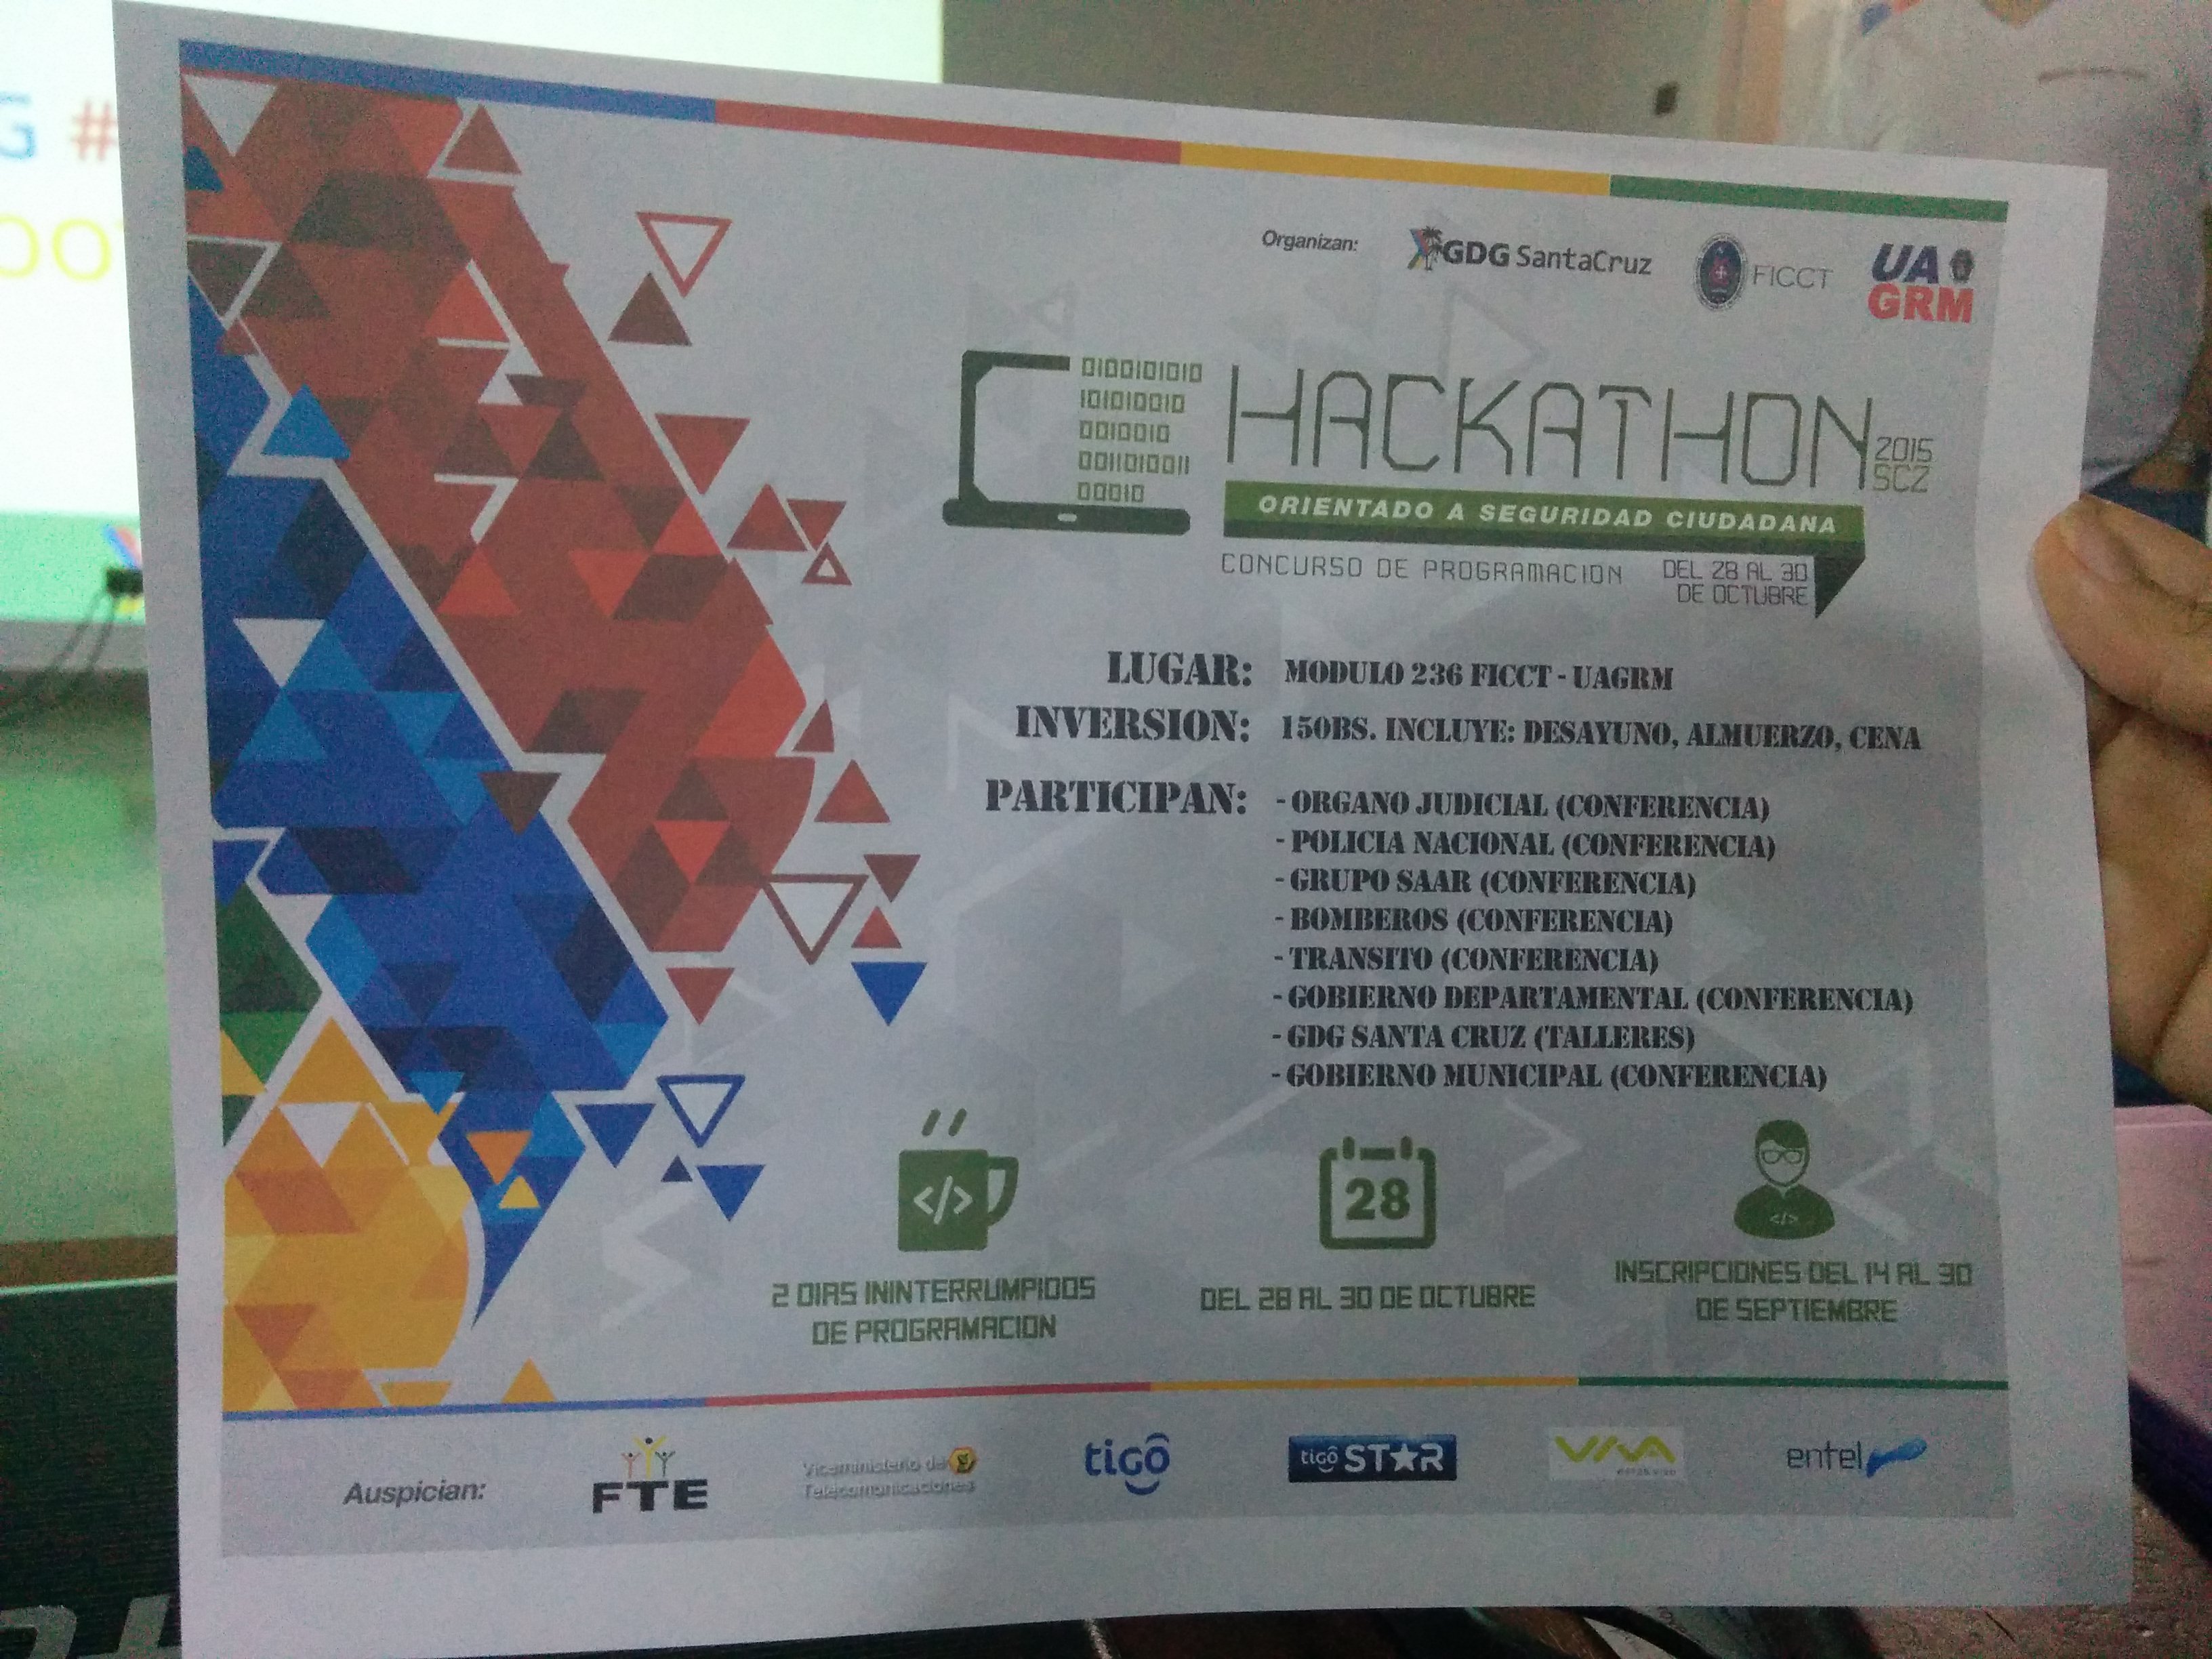 G #
OO
Organizan:
GDG SantaCruz
FICCT
UA
GRM
0100101010
101010010
0010010
0011010011
00010
HACKATHON
2015
SCZ
ORIENTADO A SEGURIDAD CIUDADANA
CONCURSO DE PROGRAMACION
DEL 28 AL 30
DE OCTUBRE
LUGAR: MODULO 236 FICCT - UAGRM
INVERSION: 150BS. INCLUYE: DESAYUNO, ALMUERZO, CENA
PARTICIPAN: - ORGANO JUDICIAL (CONFERENCIA)
- POLICIA NACIONAL (CONFERENCIA)
- GRUPO SAAR (CONFERENCIA)
- BOMBEROS (CONFERENCIA)
- TRANSITO (CONFERENCIA)
- GOBIERNO DEPARTAMENTAL (CONFERENCIA)
- GDG SANTA CRUZ (TALLERES)
- GOBIERNO MUNICIPAL (CONFERENCIA)
</>
28
</>
2 DIAS ININTERRUMPIDOS
DE PROGRAMACION
DEL 28 AL 30 DE OCTUBRE
INSCRIPCIONES DEL 14 AL 30
DE SEPTIEMBRE
Auspician:
FTE
Viceministerio de
Telecomunicaciones
tigo
tigo STAR
VIVA
entel